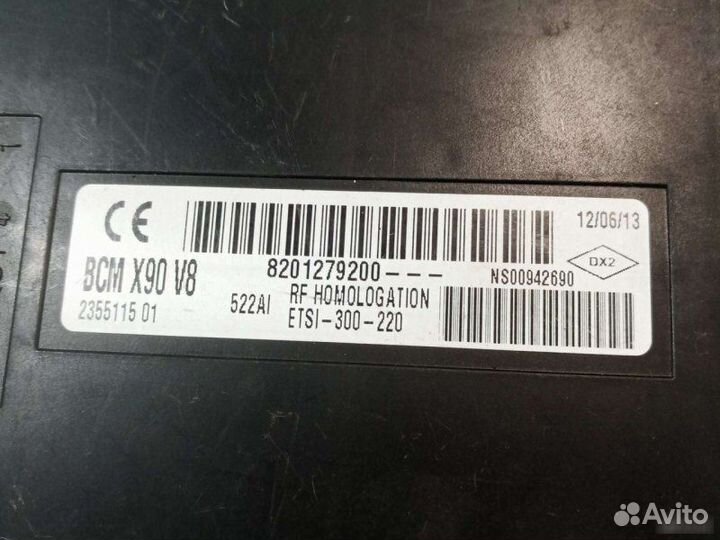 CE
12/06/13
BCM X90 V8
8201279200---
NS00942690
DX2
2355115 01
522AI
RF HOMOLOGATION
ETSI-300-220
Avito